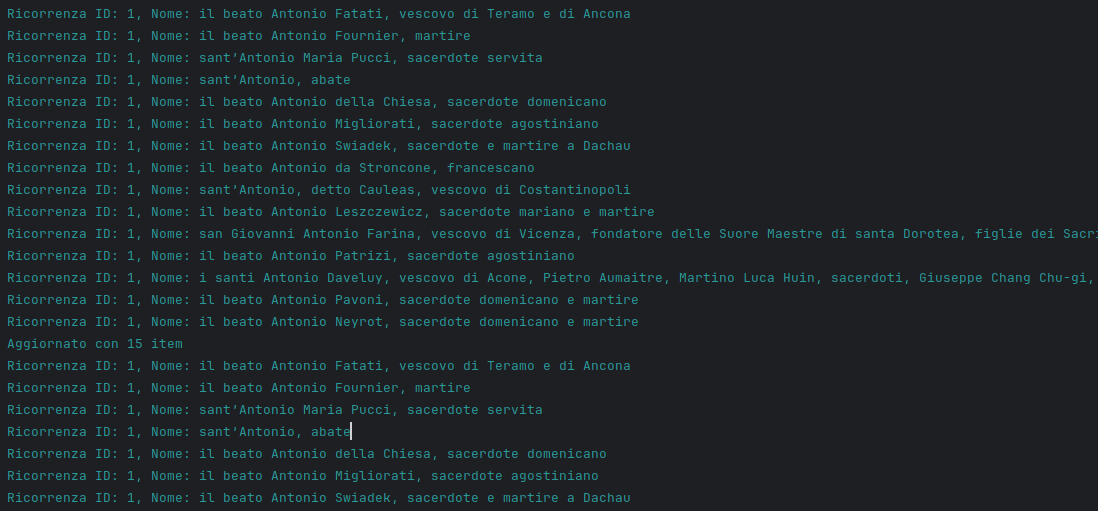 Ricorrenza ID: 1, Nome: il beato Antonio Fatati, vescovo di Teramo e di Ancona
Ricorrenza ID: 1, Nome: il beato Antonio Fournier, martire
Ricorrenza ID: 1, Nome: sant'Antonio Maria Pucci, sacerdote servita
Ricorrenza ID: 1, Nome: sant'Antonio, abate
Ricorrenza ID: 1, Nome: il beato Antonio della Chiesa, sacerdote domenicano
Ricorrenza ID: 1, Nome: il beato Antonio Migliorati, sacerdote agostiniano
Ricorrenza ID: 1, Nome: il beato Antonio Swiadek, sacerdote e martire a Dachau
Ricorrenza ID: 1, Nome: il beato Antonio da Stroncone, francescano
Ricorrenza ID: 1, Nome: sant'Antonio, detto Cauleas, vescovo di Costantinopoli
Ricorrenza ID: 1, Nome: il beato Antonio Leszczewicz, sacerdote mariano e martire
Ricorrenza ID: 1, Nome: san Giovanni Antonio Farina, vescovo di Vicenza, fondatore delle Suore Maestre di santa Dorotea, figlie dei Sacr
Ricorrenza ID: 1, Nome: il beato Antonio Patrizi, sacerdote agostiniano
Ricorrenza ID: 1, Nome: i santi Antonio Daveluy, vescovo di Acone, Pietro Aumaitre, Martino Luca Huin, sacerdoti, Giuseppe Chang Chu-gi,
Ricorrenza ID: 1, Nome: il beato Antonio Pavoni, sacerdote domenicano e martire
Ricorrenza ID: 1, Nome: il beato Antonio Neyrot, sacerdote domenicano e martire
Aggiornato con 15 item
Ricorrenza ID: 1, Nome: il beato Antonio Fatati, vescovo di Teramo e di Ancona
Ricorrenza ID: 1, Nome: il beato Antonio Fournier, martire
Ricorrenza ID: 1, Nome: sant'Antonio Maria Pucci, sacerdote servita
Ricorrenza ID: 1, Nome: sant'Antonio, abate
Ricorrenza ID: 1, Nome: il beato Antonio della Chiesa, sacerdote domenicano
Ricorrenza ID: 1, Nome: il beato Antonio Migliorati, sacerdote agostiniano
Ricorrenza ID: 1, Nome: il beato Antonio Swiadek, sacerdote e martire a Dachau